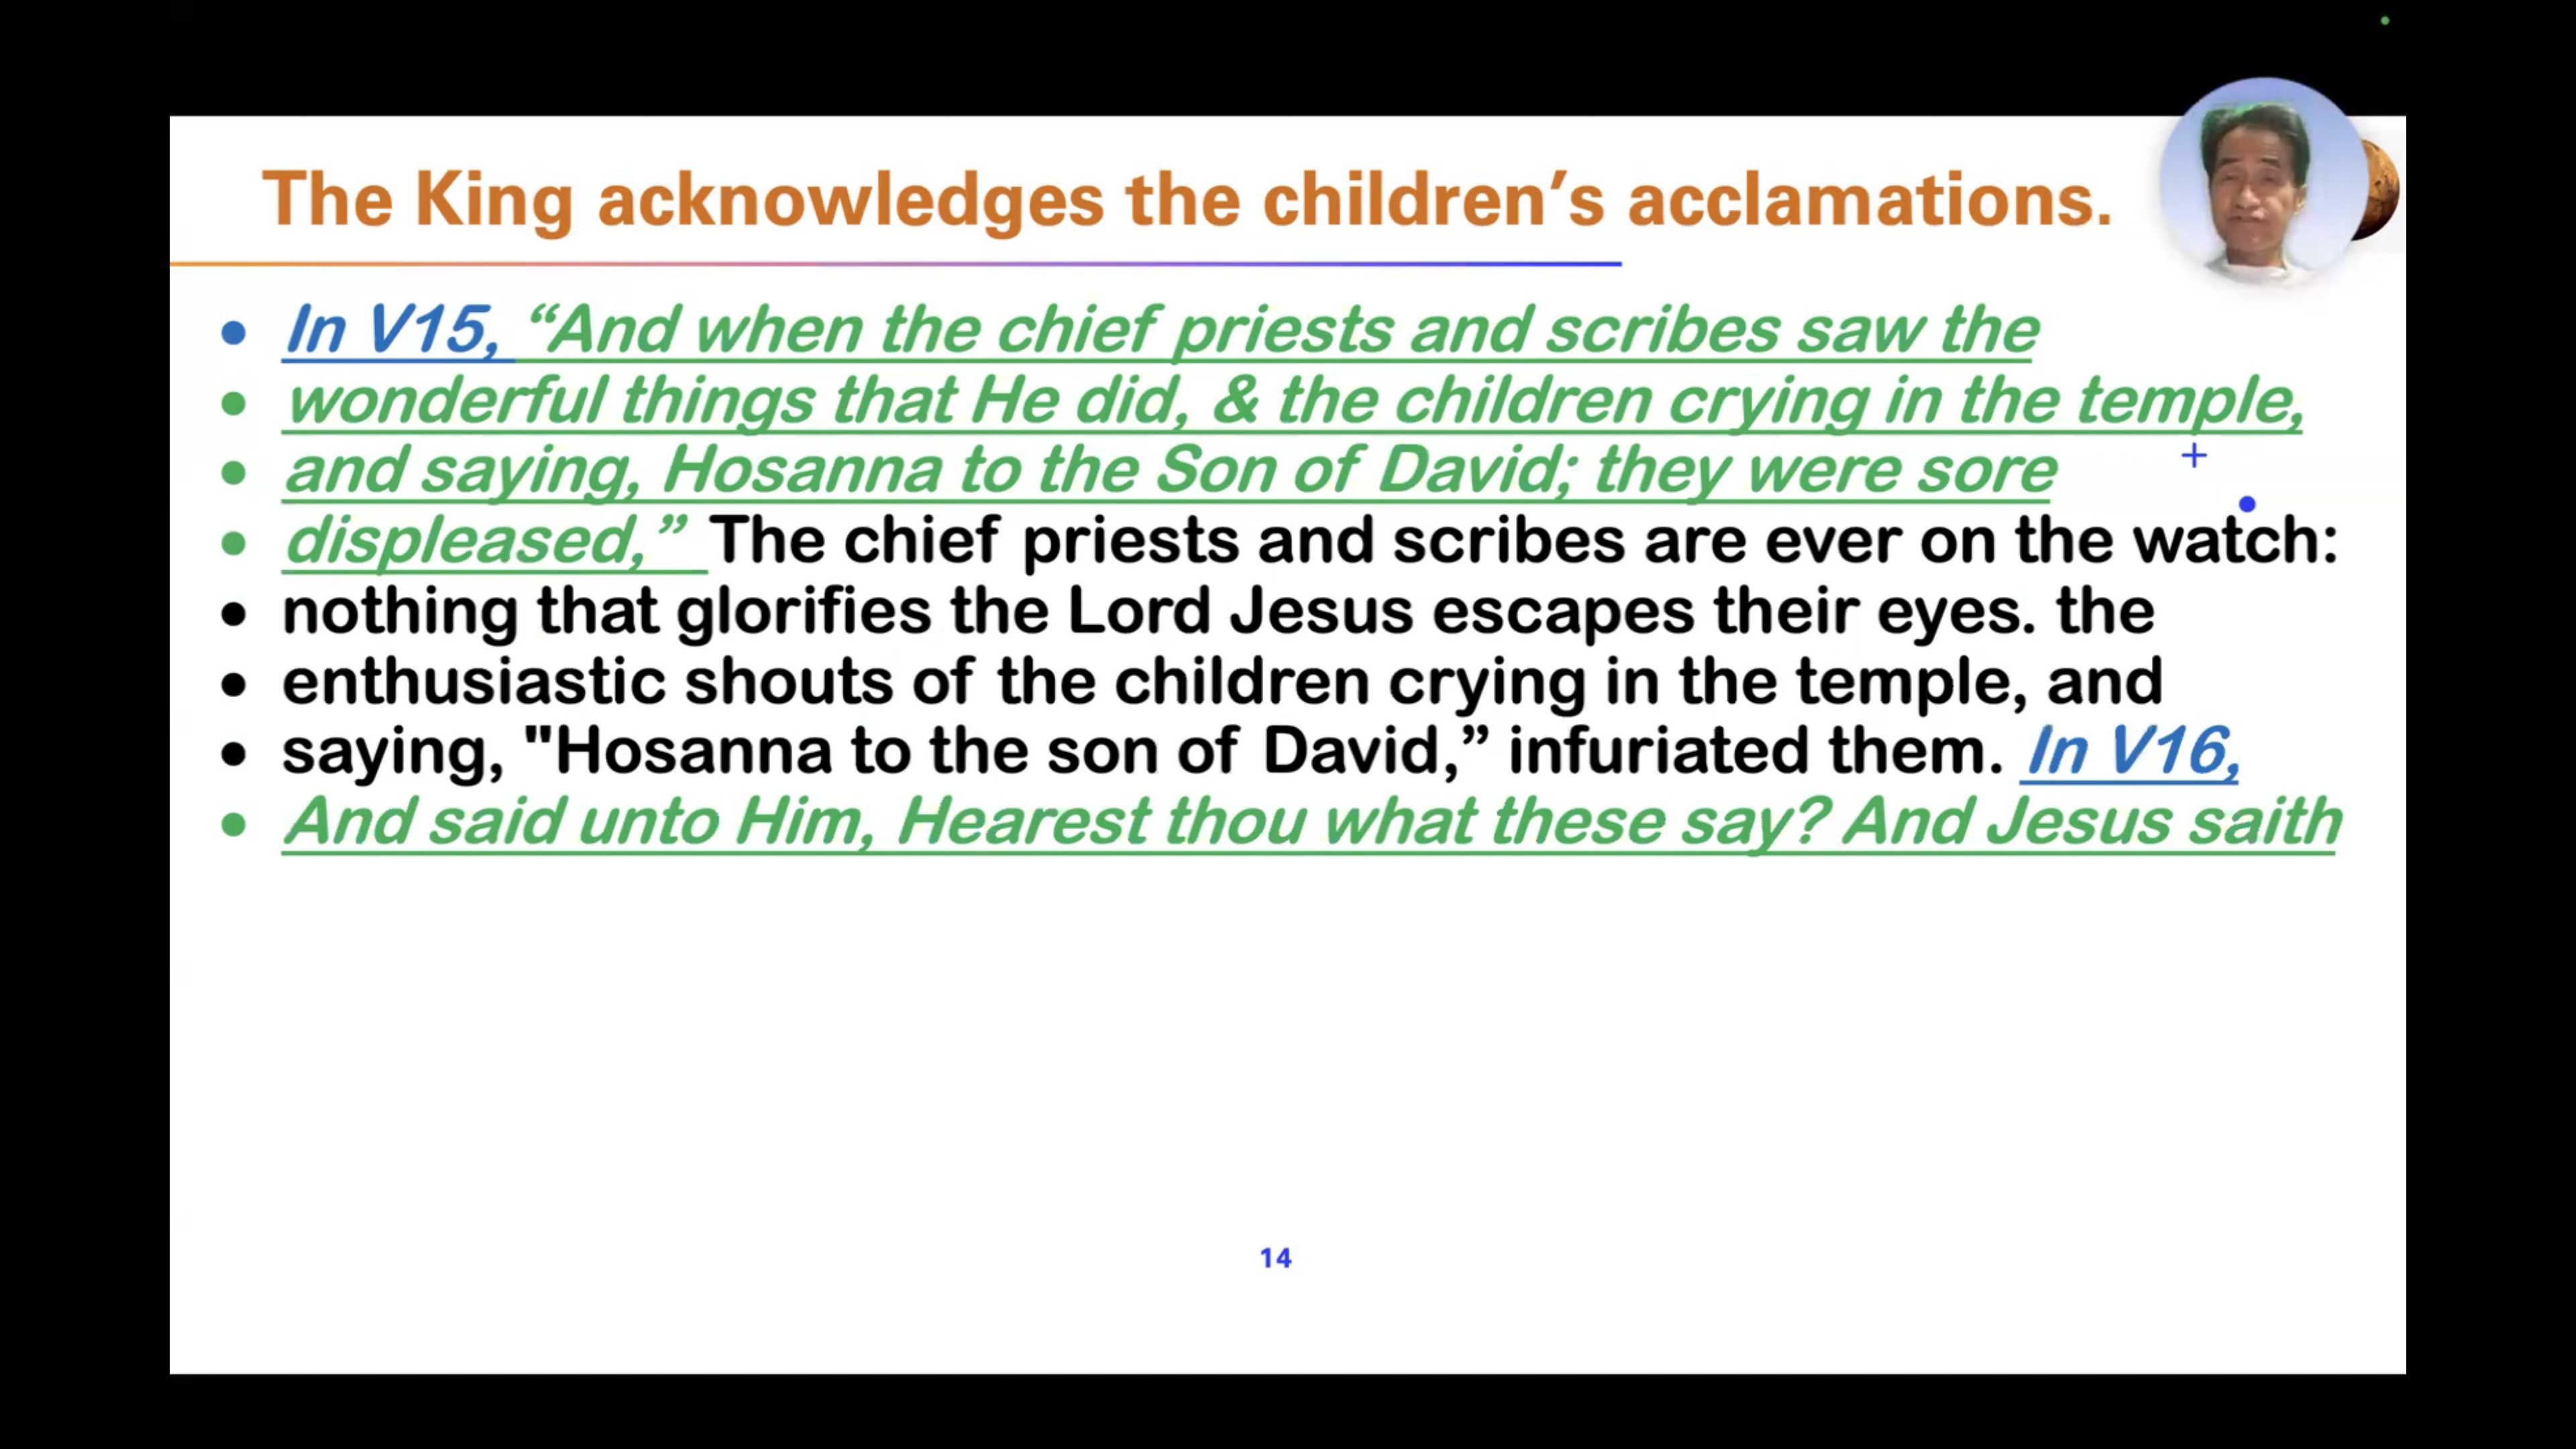 The King acknowledges the children’s acclamations.
• In V15, “And when the chief priests and scribes saw the
• wonderful things that He did, & the children crying in the temple,
• and saying, Hosanna to the Son of David; they were sore
• displeased,” The chief priests and scribes are ever on the watch:
• nothing that glorifies the Lord Jesus escapes their eyes. the
• enthusiastic shouts of the children crying in the temple, and
• saying, "Hosanna to the son of David,” infuriated them. In V16,
• And said unto Him, Hearest thou what these say? And Jesus saith
14